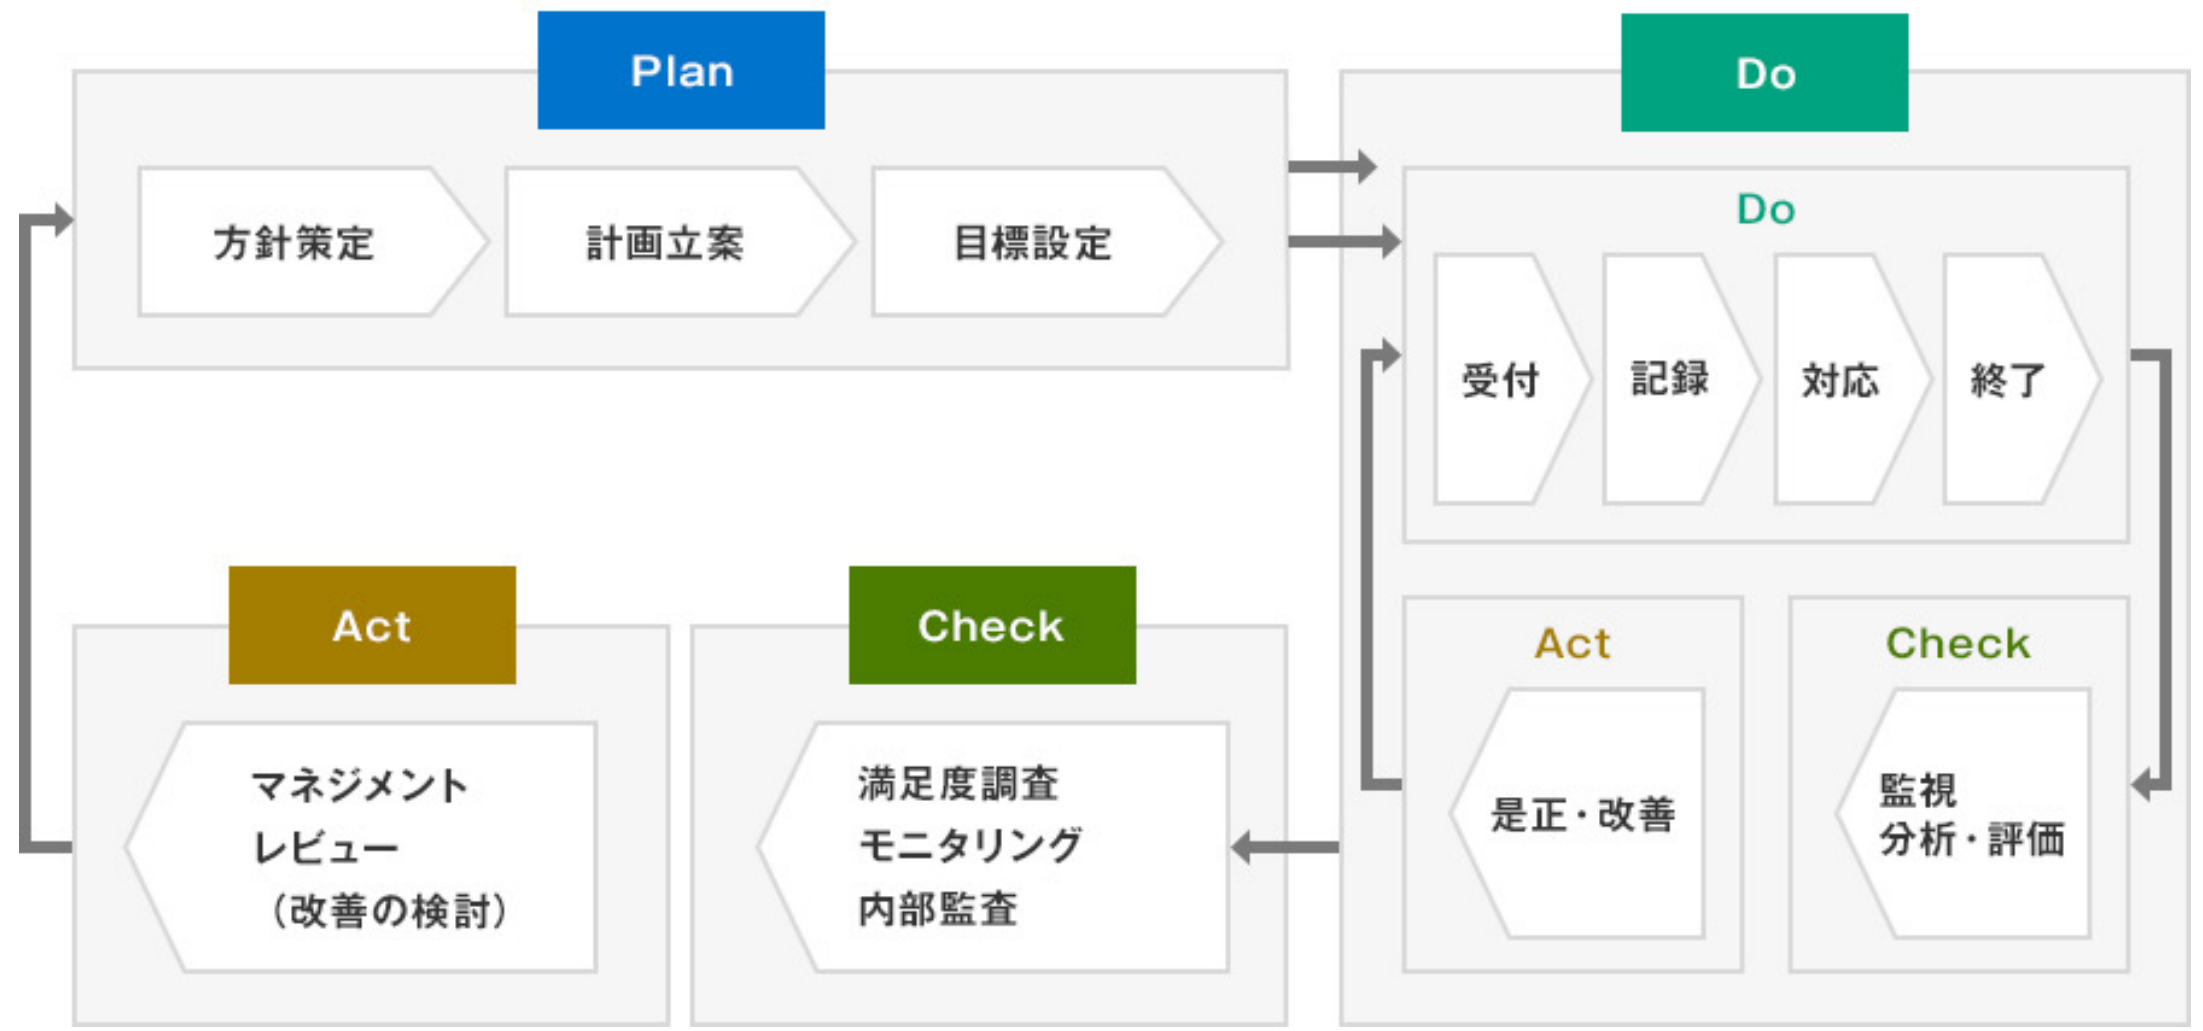 Plan
方針策定
計画立案
目標設定
Do
Do
受付
記録
対応
終了
Act
是正・改善
Check
監視
分析・評価
Check
満足度調査
モニタリング
内部監査
Act
マネジメント
レビュー
（改善の検討）